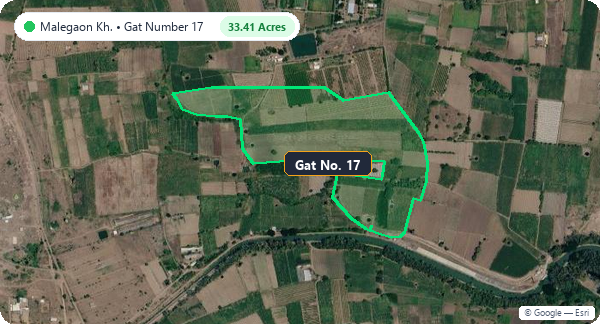 Malegaon Kh. • Gat Number 17 33.41 Acres
Gat No. 17
© Google — Esri